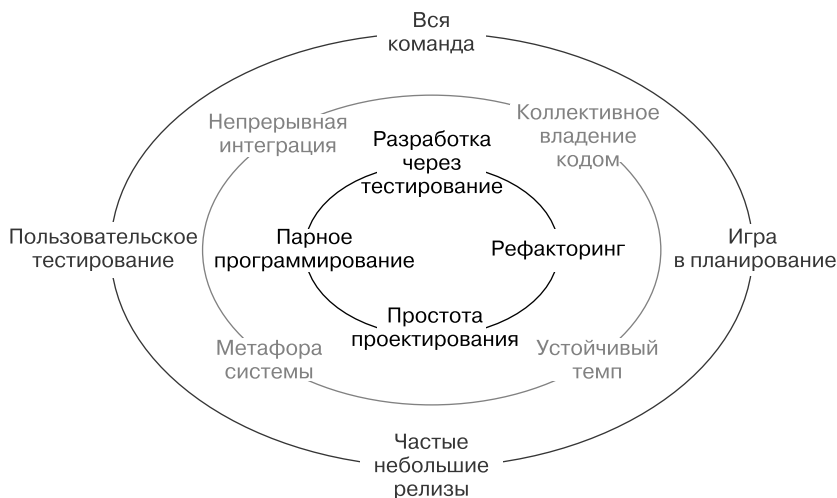 Вся
команда
Непрерывная
интеграция
Коллективное
владение
кодом
Разработка
через
тестирование
Пользовательское
тестирование
Парное
программирование
Рефакторинг
Игра
в планирование
Простота
проектирования
Метафора
системы
Устойчивый
темп
Частые
небольшие
релизы